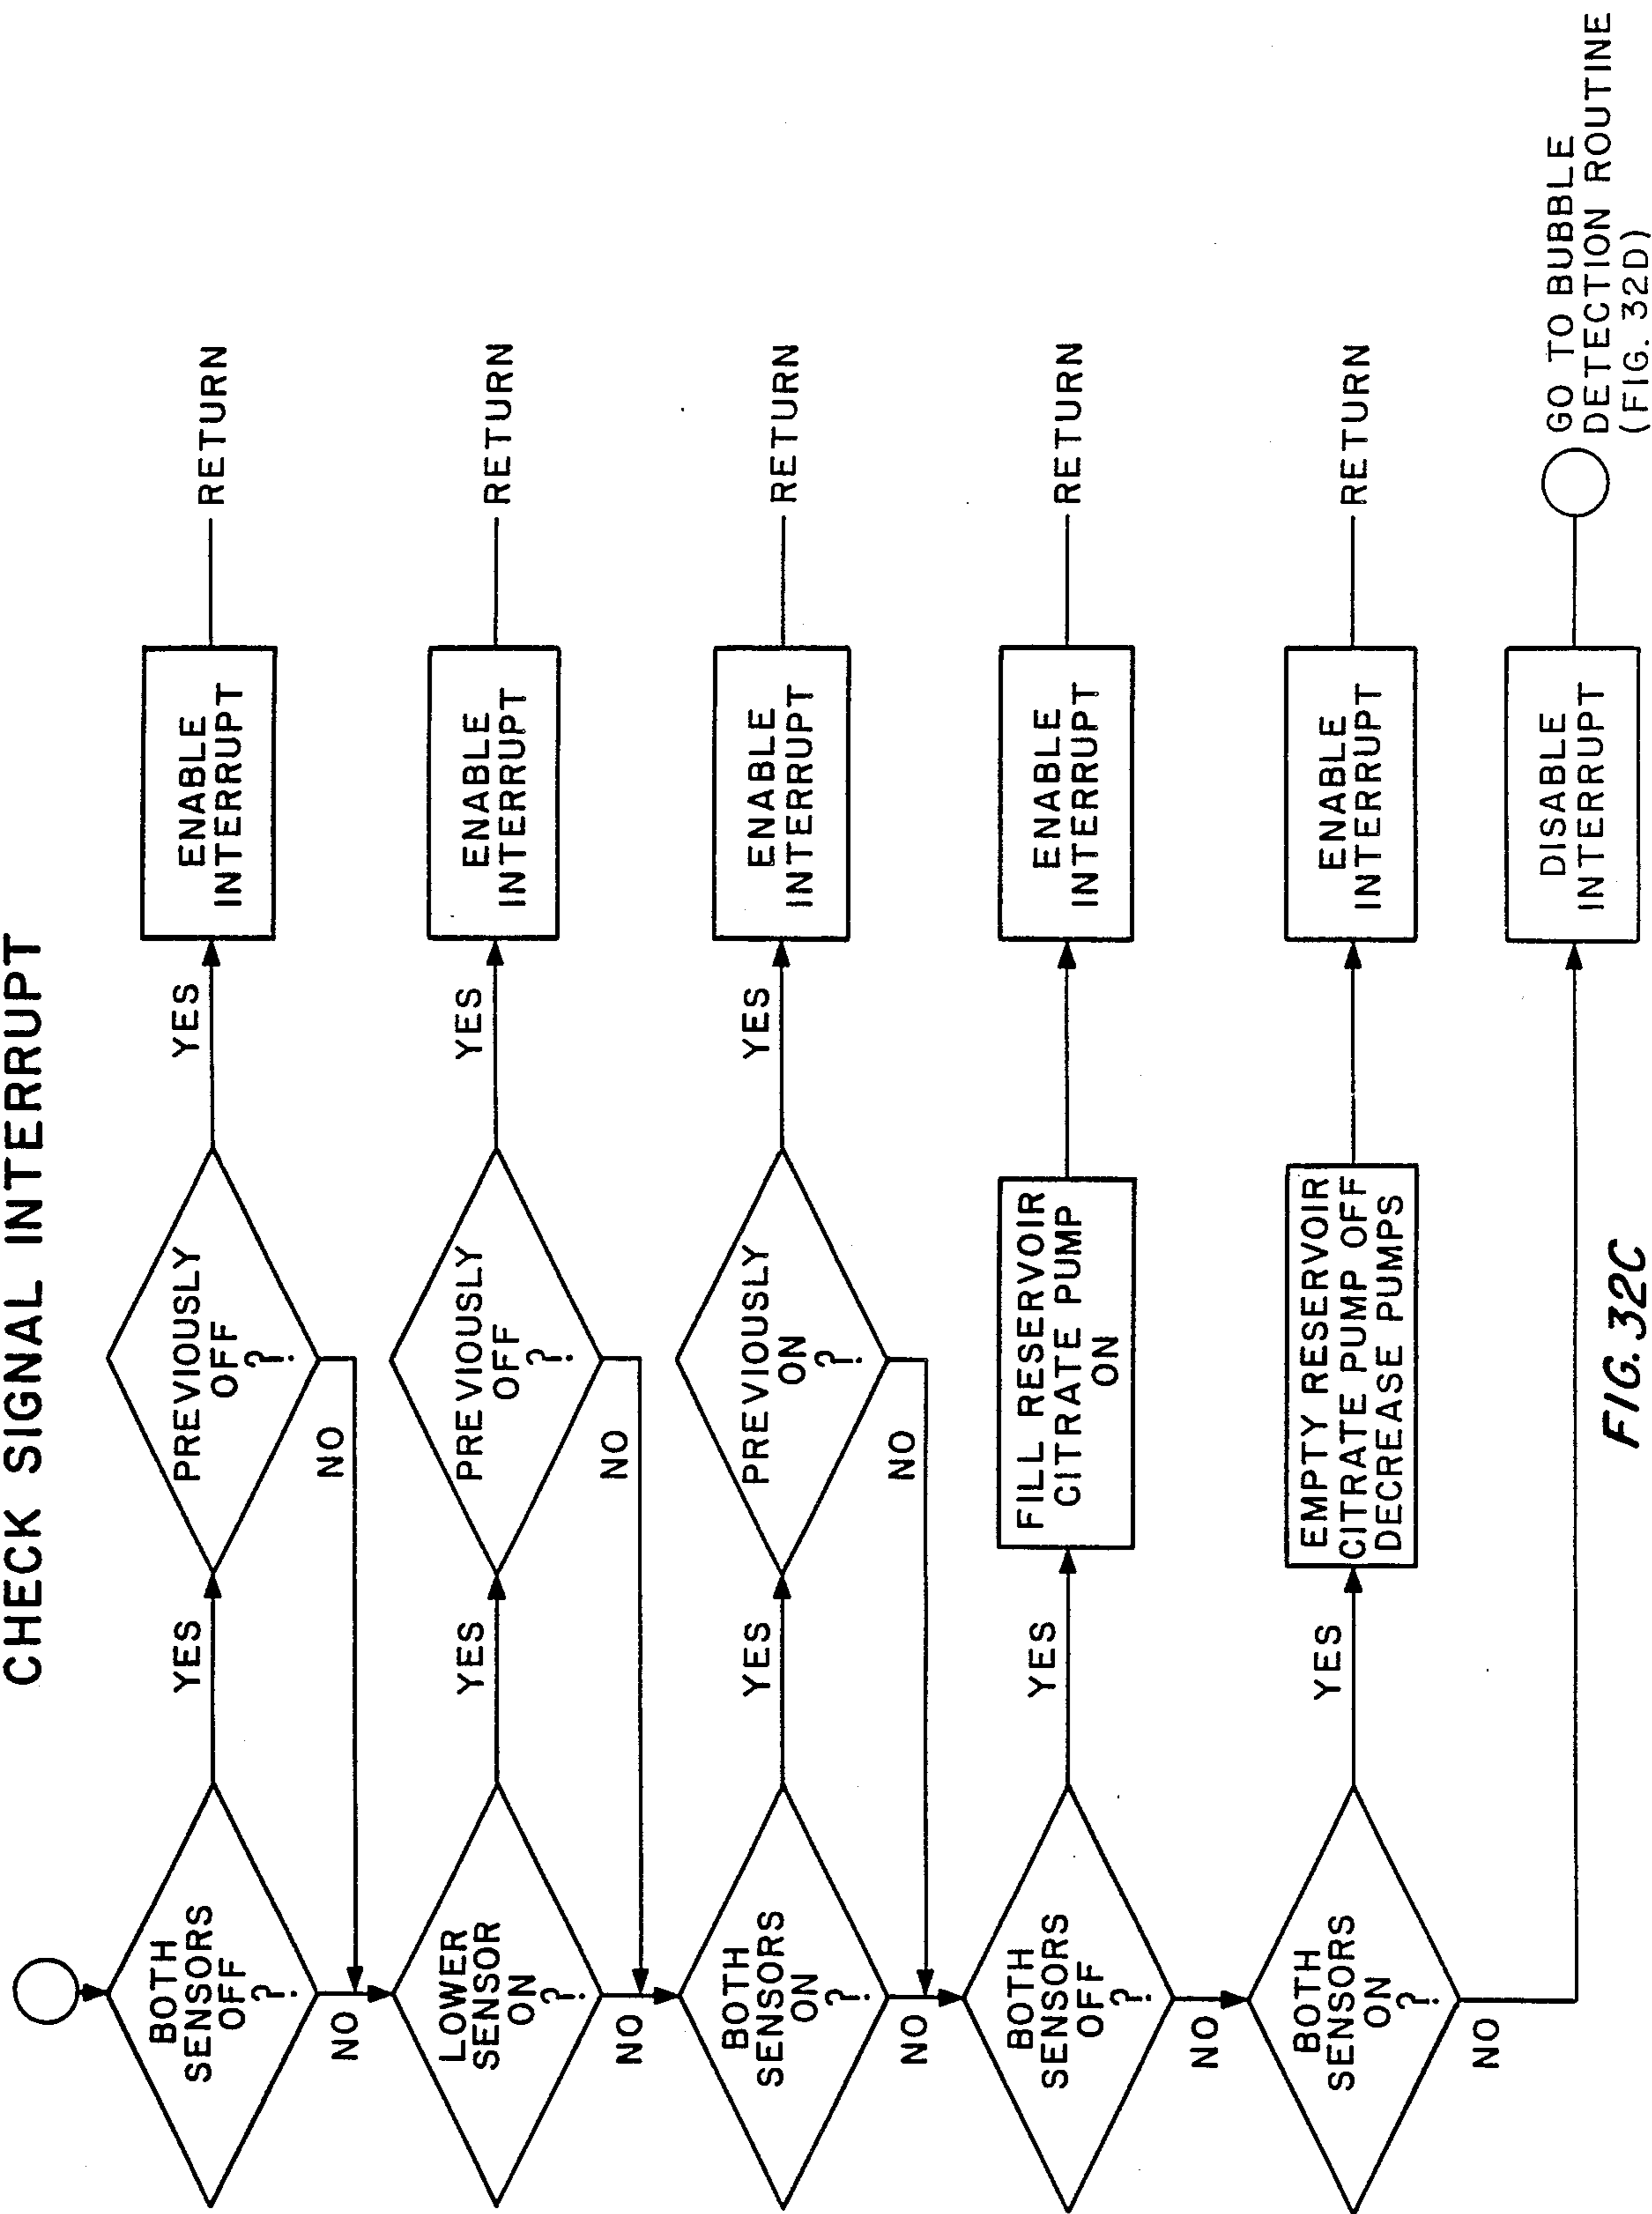 CHECK SIGNAL INTERRUPT
BOTH
SENSORS
OFF
?
YES
PREVIOUSLY
OFF
?
YES
ENABLE
INTERRUPT
RETURN
NO
NO
LOWER
SENSOR
ON
?
YES
PREVIOUSLY
OFF
?
YES
ENABLE
INTERRUPT
RETURN
NO
NO
BOTH
SENSORS
ON
?
YES
PREVIOUSLY
ON
?
YES
ENABLE
INTERRUPT
RETURN
NO
NO
BOTH
SENSORS
OFF
?
YES
FILL RESERVOIR
CITRATE PUMP
ON
ENABLE
INTERRUPT
RETURN
NO
BOTH
SENSORS
ON
?
YES
EMPTY RESERVOIR
CITRATE PUMP OFF
DECREASE PUMPS
ENABLE
INTERRUPT
RETURN
NO
DISABLE
INTERRUPT
GO TO BUBBLE
DETECTION ROUTINE
(FIG. 32D)
FIG. 32C